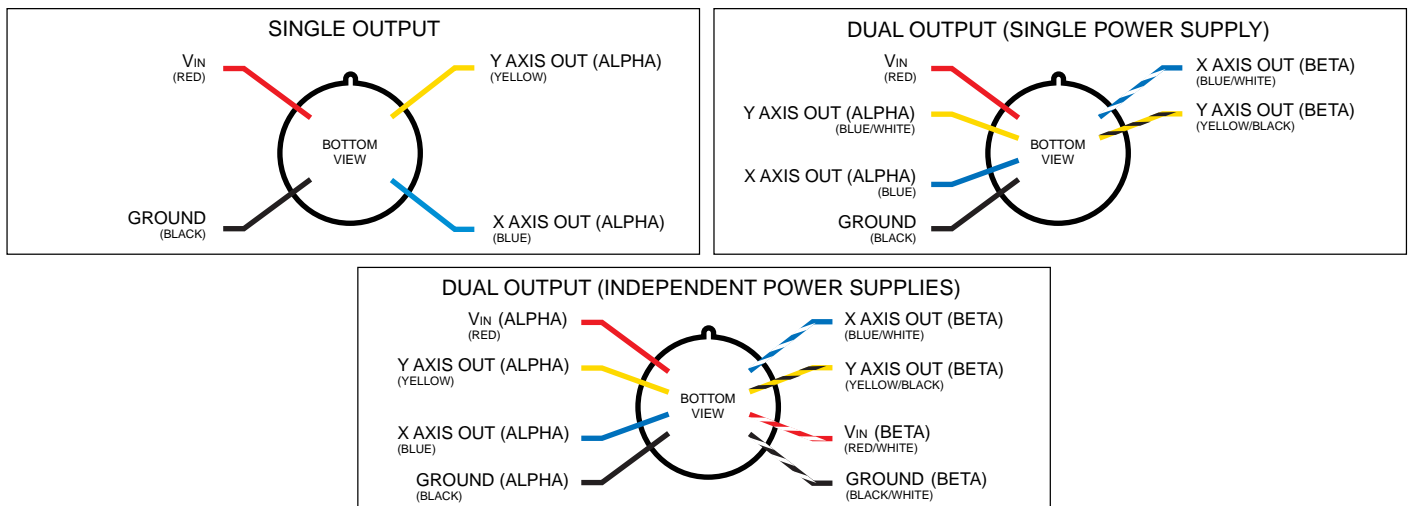 SINGLE OUTPUT
VIN
(RED)
Y AXIS OUT (ALPHA)
(YELLOW)
BOTTOM
VIEW
GROUND
(BLACK)
X AXIS OUT (ALPHA)
(BLUE)
DUAL OUTPUT (SINGLE POWER SUPPLY)
VIN
(RED)
X AXIS OUT (BETA)
(BLUE/WHITE)
Y AXIS OUT (ALPHA)
(BLUE/WHITE)
Y AXIS OUT (BETA)
(YELLOW/BLACK)
BOTTOM
VIEW
X AXIS OUT (ALPHA)
(BLUE)
GROUND
(BLACK)
DUAL OUTPUT (INDEPENDENT POWER SUPPLIES)
VIN (ALPHA)
(RED)
X AXIS OUT (BETA)
(BLUE/WHITE)
Y AXIS OUT (ALPHA)
(YELLOW)
Y AXIS OUT (BETA)
(YELLOW/BLACK)
BOTTOM
VIEW
X AXIS OUT (ALPHA)
(BLUE)
VIN (BETA)
(RED/WHITE)
GROUND (ALPHA)
(BLACK)
GROUND (BETA)
(BLACK/WHITE)